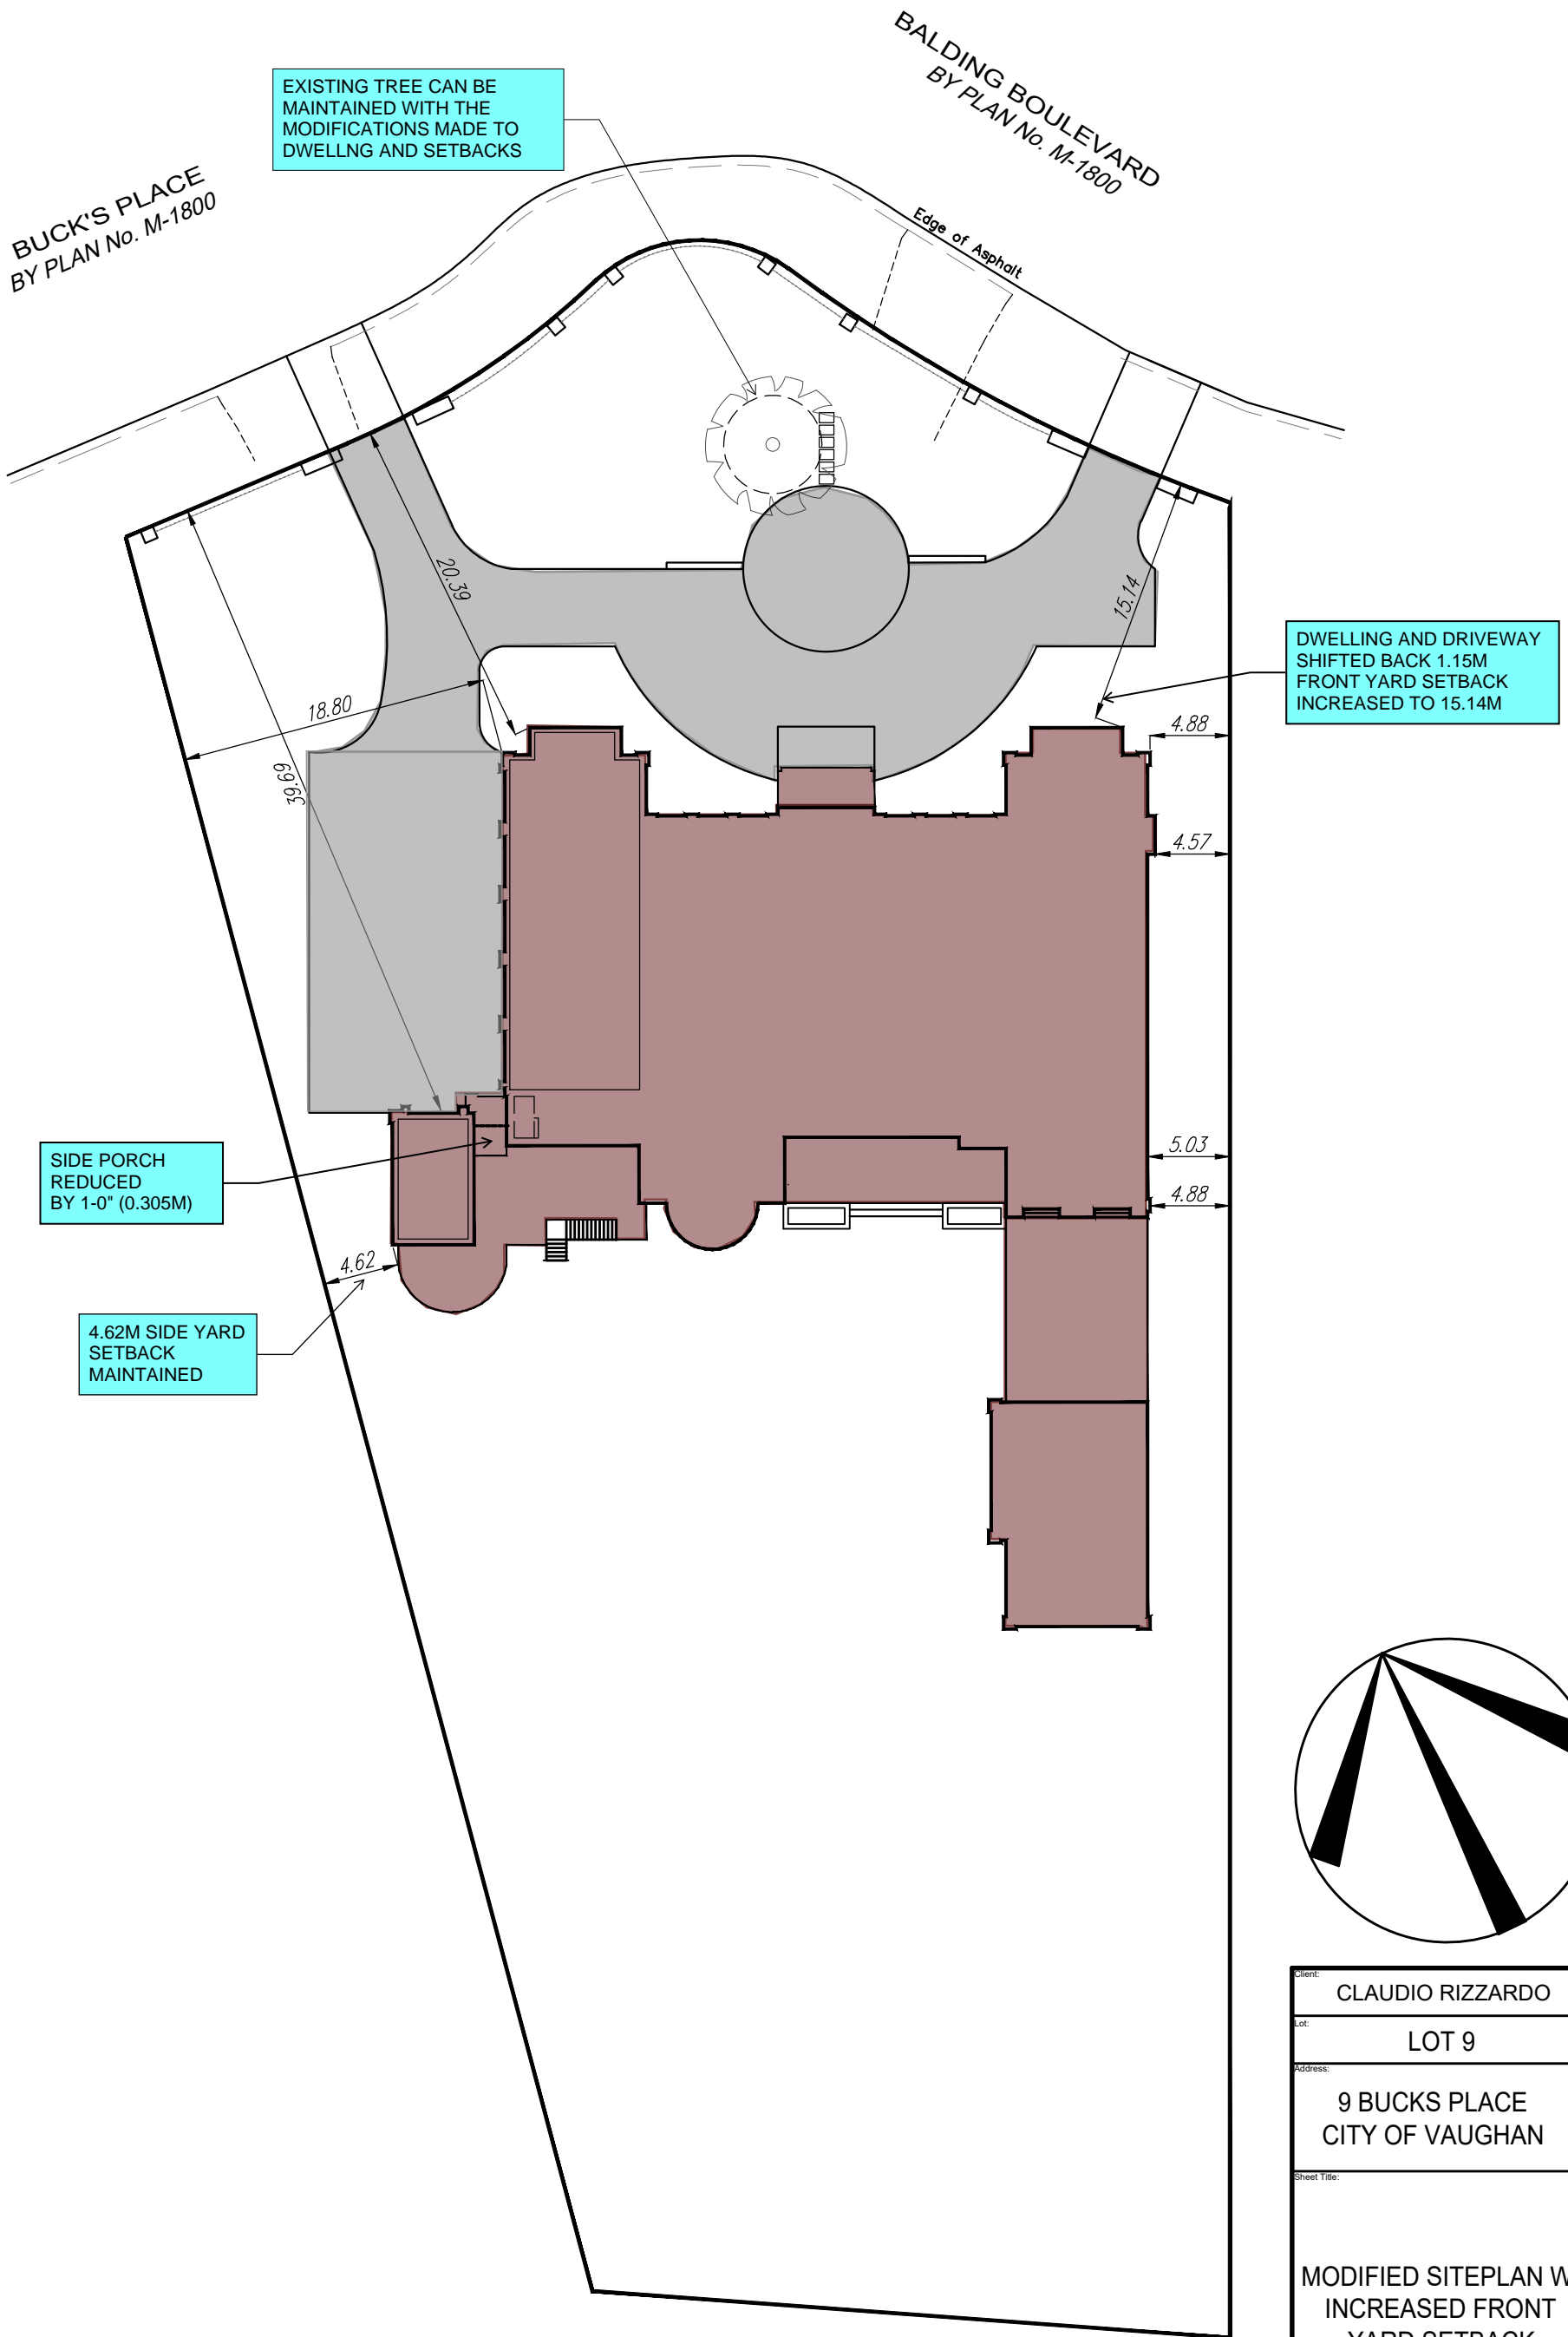 BALDING BOULEVARD
BY PLAN No. M-1800
EXISTING TREE CAN BE
MAINTAINED WITH THE
MODIFICATIONS MADE TO
DWELLNG AND SETBACKS
BUCK'S PLACE
BY PLAN No. M-1800
Edge of Asphalt
20.39
15.14
DWELLING AND DRIVEWAY
SHIFTED BACK 1.15M
FRONT YARD SETBACK
INCREASED TO 15.14M
18.80
4.88
39.69
4.57
SIDE PORCH
REDUCED
BY 1-0" (0.305M)
5.03
4.88
4.62
4.62M SIDE YARD
SETBACK
MAINTAINED
Client:
CLAUDIO RIZZARDO
Lot:
LOT 9
Address:
9 BUCKS PLACE
CITY OF VAUGHAN
Sheet Title:
MODIFIED SITEPLAN W
INCREASED FRONT
YARD SETBACK